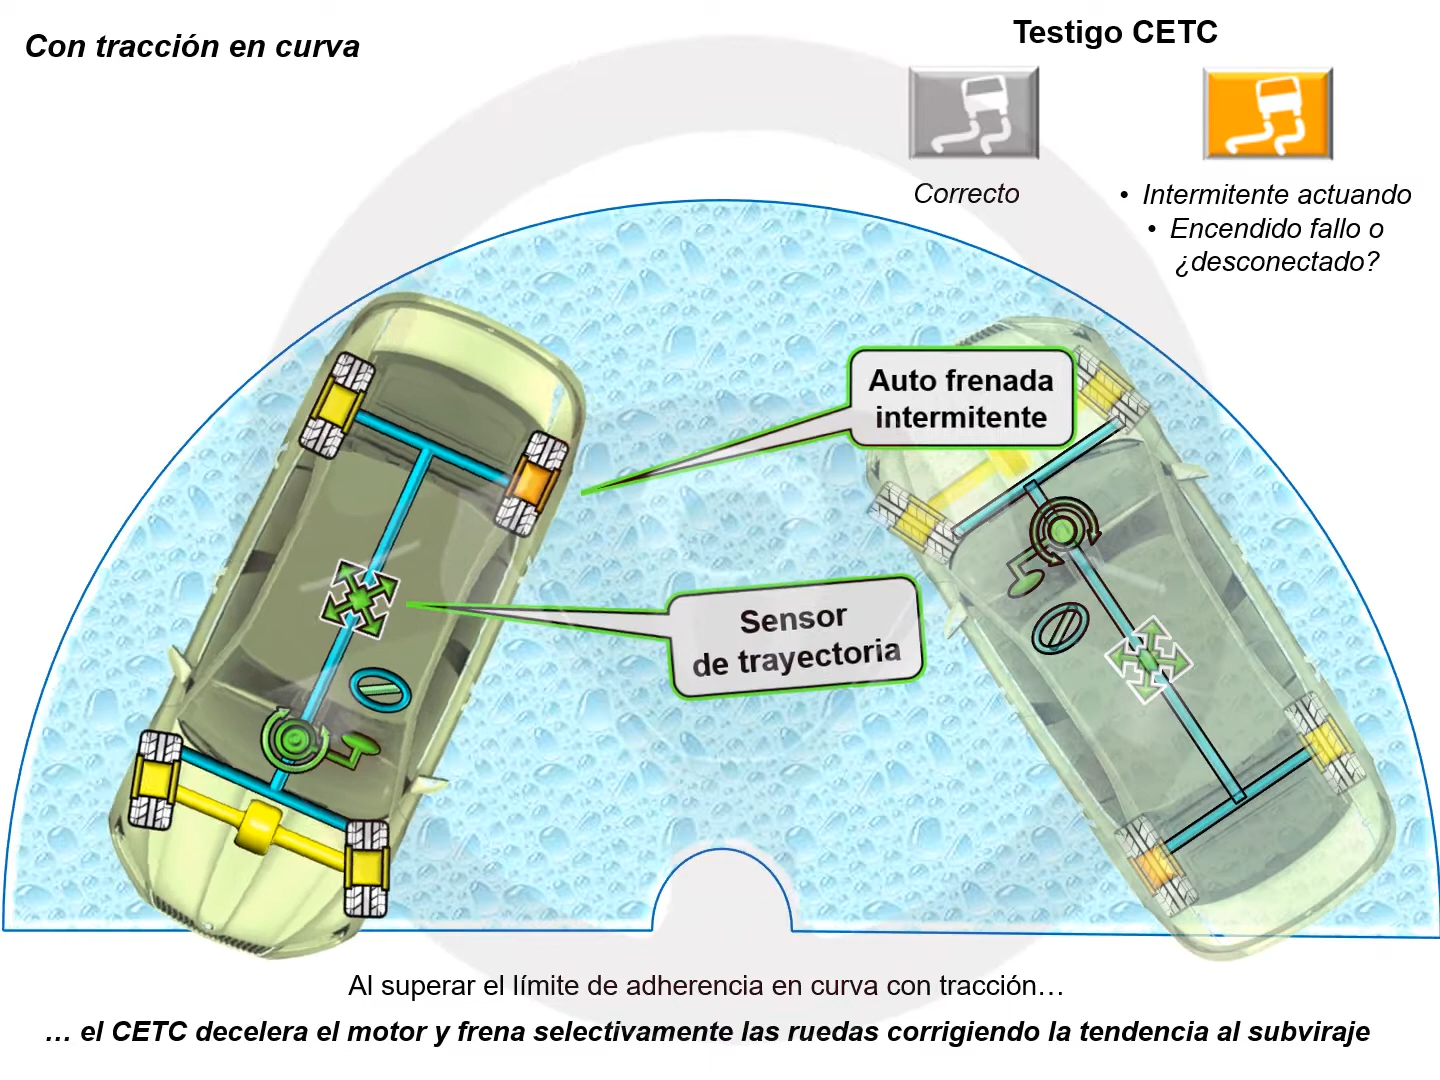 Con tracción en curva
Testigo CETC
Correcto
• Intermitente actuando
• Encendido fallo o
¿desconectado?
Auto frenada
intermitente
Sensor
de trayectoria
Al superar el límite de adherencia en curva con tracción…
… el CETC decelera el motor y frena selectivamente las ruedas corrigiendo la tendencia al subviraje